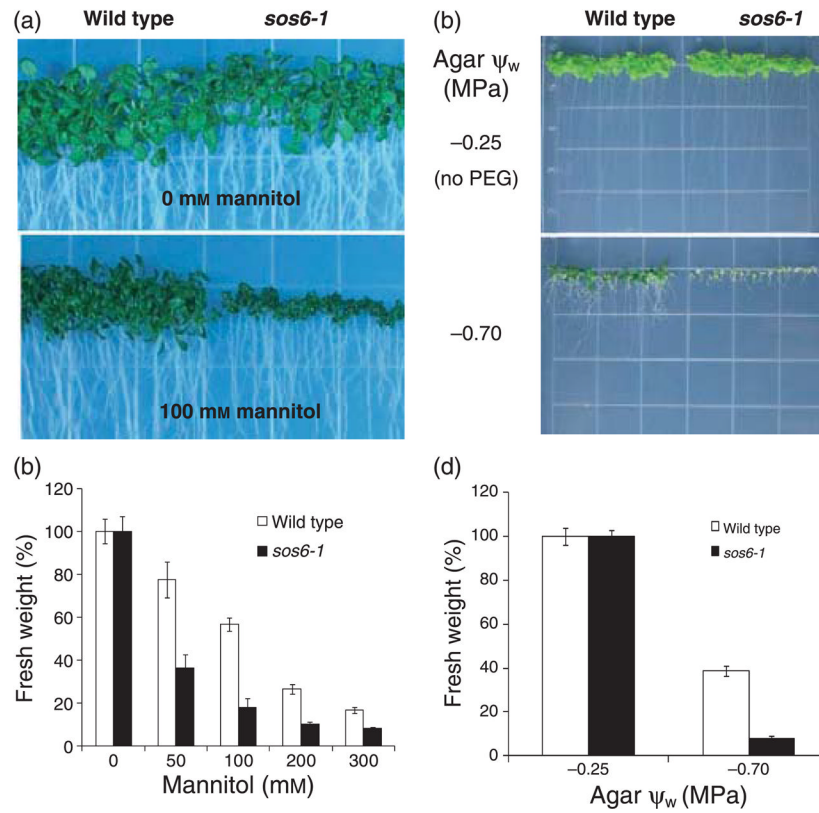 (a) Wild type sos6-1
0 mM mannitol
100 mM mannitol
(b) Wild type sos6-1
Agar ψw
(MPa)
–0.25
(no PEG)
–0.70
(b)
120
100
80
60
40
20
0
Fresh weight (%)
Wild type
sos6-1
0 50 100 200 300
Mannitol (mM)
(d)
120
100
80
60
40
20
0
Fresh weight (%)
Wild type
sos6-1
–0.25 –0.70
Agar ψw (MPa)